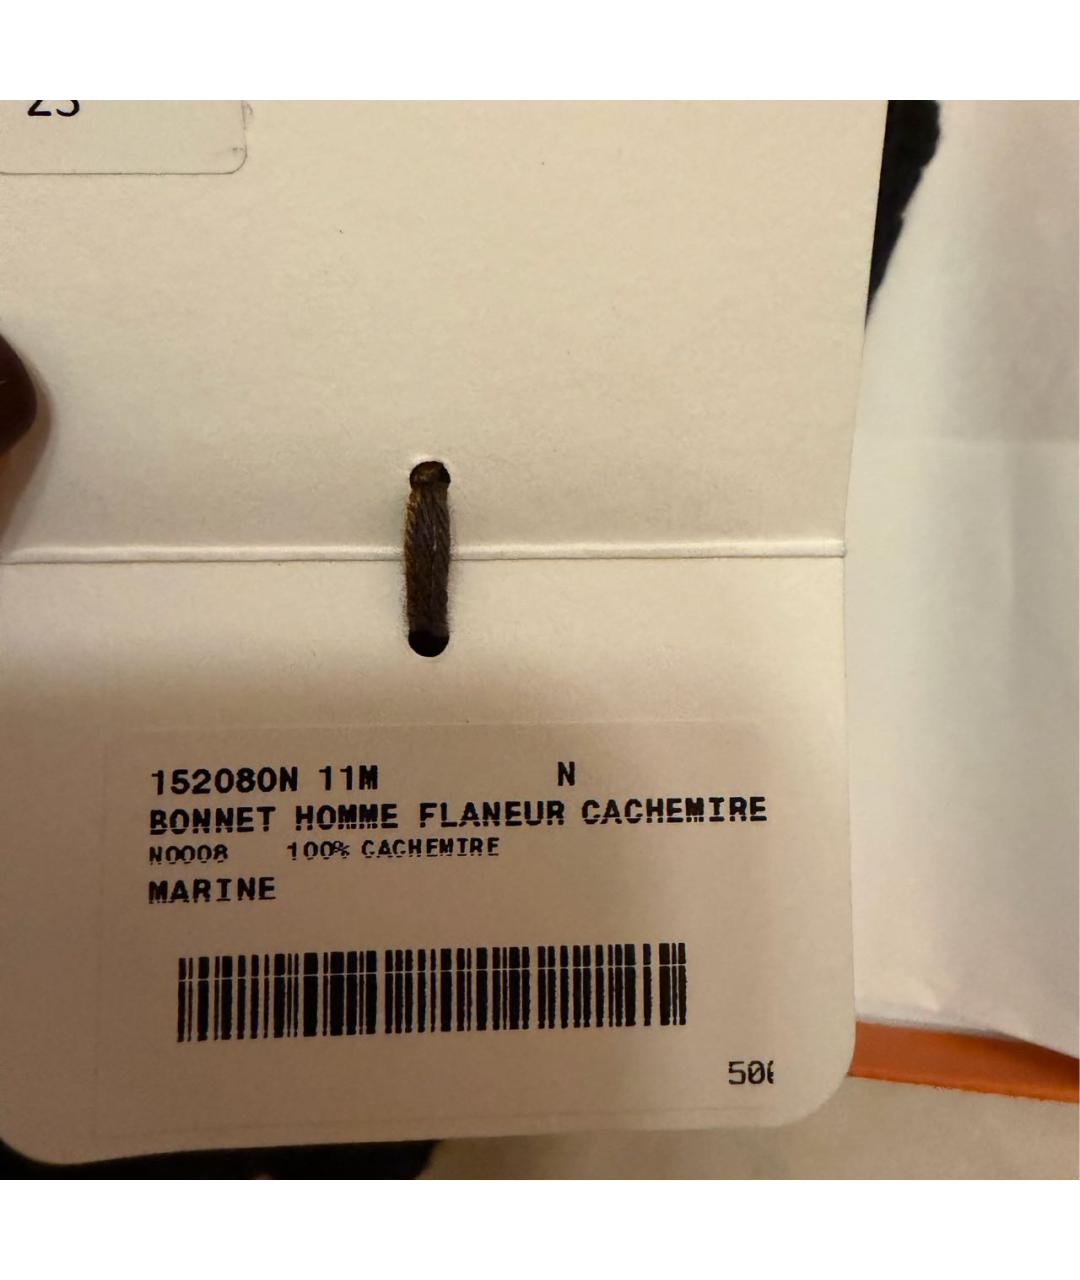 152080N 11M N
BONNET HOMME FLANEUR CACHEMIRE
N0008 100% CACHEMIRE
MARINE